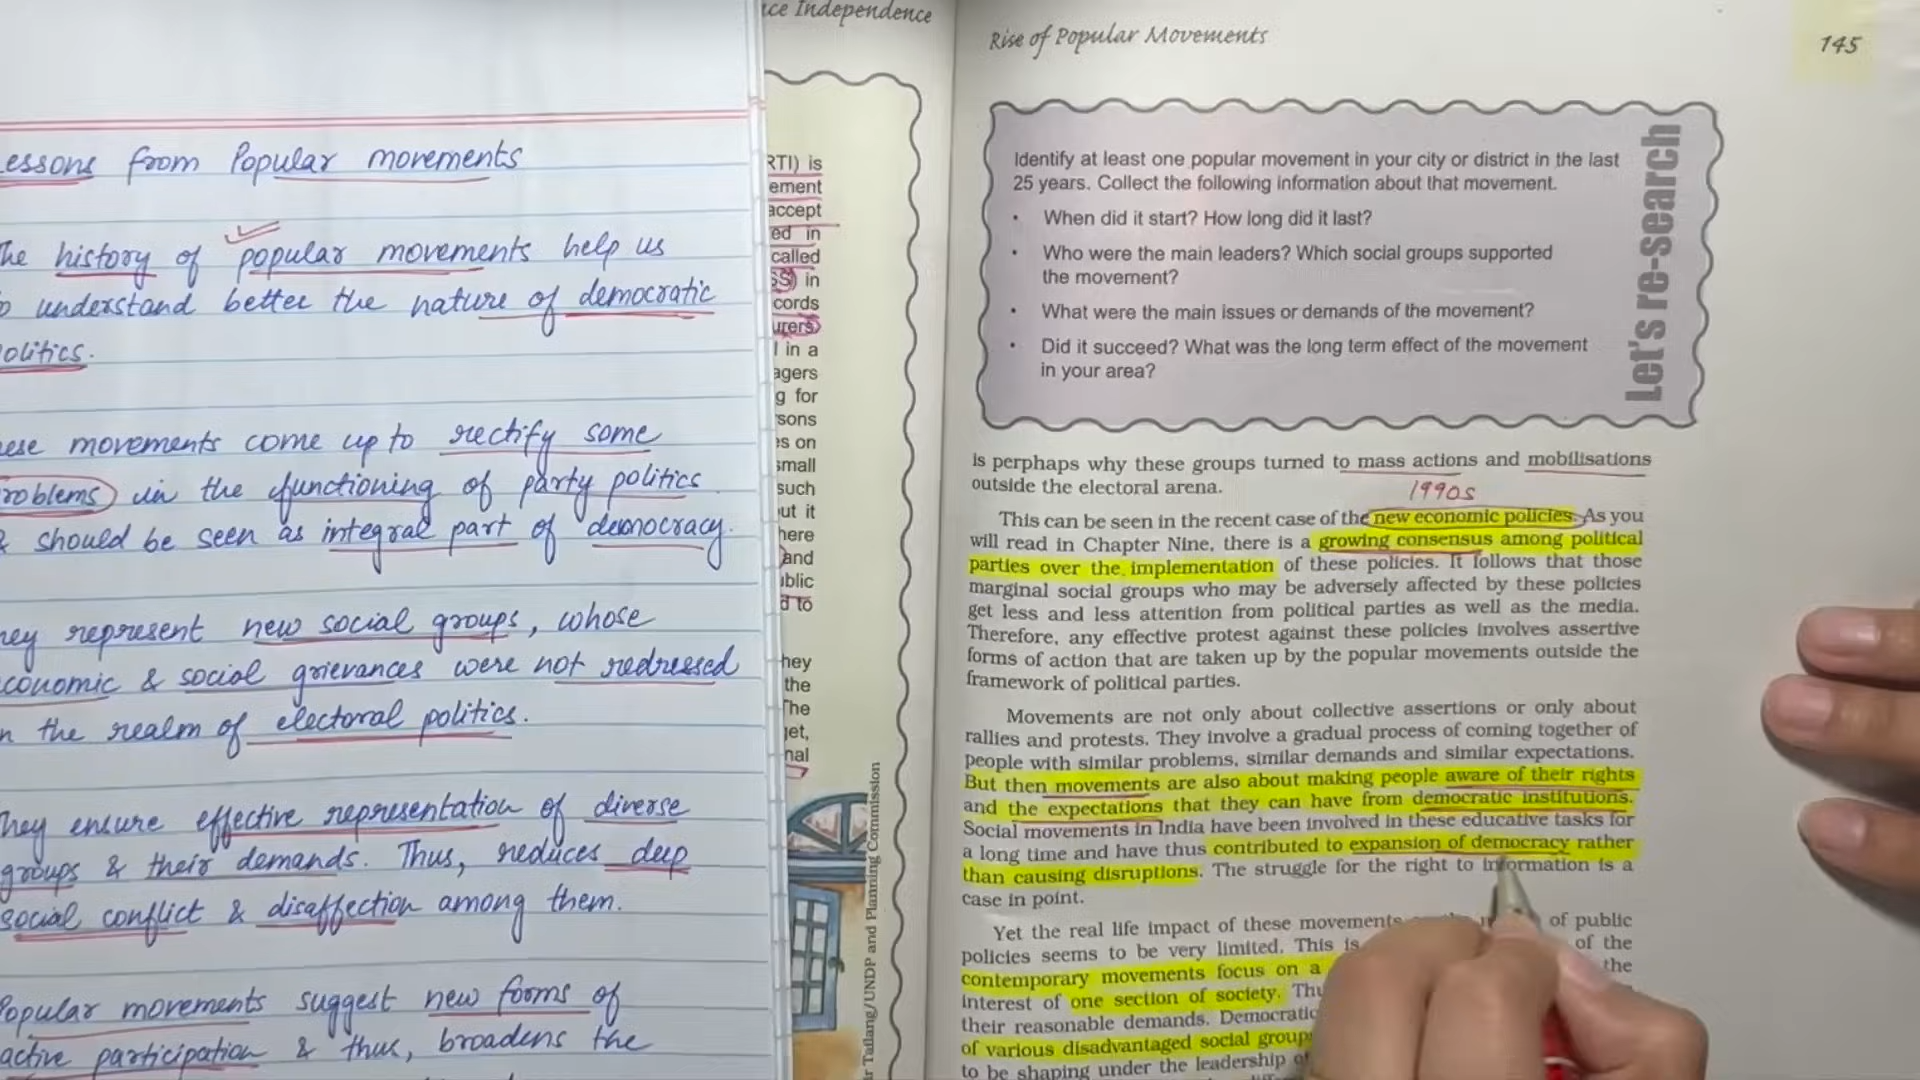 essons from Popular movements
he history of popular movements help us
o understand better the nature of democratic
olitics.
ese movements come up to rectify some
roblems in the functioning of party politics
& should be seen as integral part of democracy.
hey represent new social groups, whose
conomic & social grievances were not redressed
n the realm of electoral politics.
They ensure effective representation of diverse
groups & their demands. Thus, reduces deep
social conflict & disaffection among them.
Popular movements suggest new forms of
active participation & thus, broadens the
ce Independence
RTI) is
ement
accept
ed in
called
SS) in
cords
urers)
l in a
agers
g for
sons
es on
small
such
ut it
here
and
ublic
d to
hey
the
The
get,
nal
r Tailang/UNDP and Planning Commission
Rise of Popular Movements
145
Let's re-search
Identify at least one popular movement in your city or district in the last
25 years. Collect the following information about that movement.
• When did it start? How long did it last?
• Who were the main leaders? Which social groups supported
the movement?
• What were the main issues or demands of the movement?
• Did it succeed? What was the long term effect of the movement
in your area?
is perhaps why these groups turned to mass actions and mobilisations
outside the electoral arena.
1990s
This can be seen in the recent case of the new economic policies. As you
will read in Chapter Nine, there is a growing consensus among political
parties over the implementation of these policies. It follows that those
marginal social groups who may be adversely affected by these policies
get less and less attention from political parties as well as the media.
Therefore, any effective protest against these policies involves assertive
forms of action that are taken up by the popular movements outside the
framework of political parties.
Movements are not only about collective assertions or only about
rallies and protests. They involve a gradual process of coming together of
people with similar problems, similar demands and similar expectations.
But then movements are also about making people aware of their rights
and the expectations that they can have from democratic institutions.
Social movements in India have been involved in these educative tasks for
a long time and have thus contributed to expansion of democracy rather
than causing disruptions. The struggle for the right to information is a
case in point.
Yet the real life impact of these movements of public
policies seems to be very limited. This is of the
contemporary movements focus on a the
interest of one section of society.
their reasonable demands.
of various disadvantaged social
to be shaping under the leadership